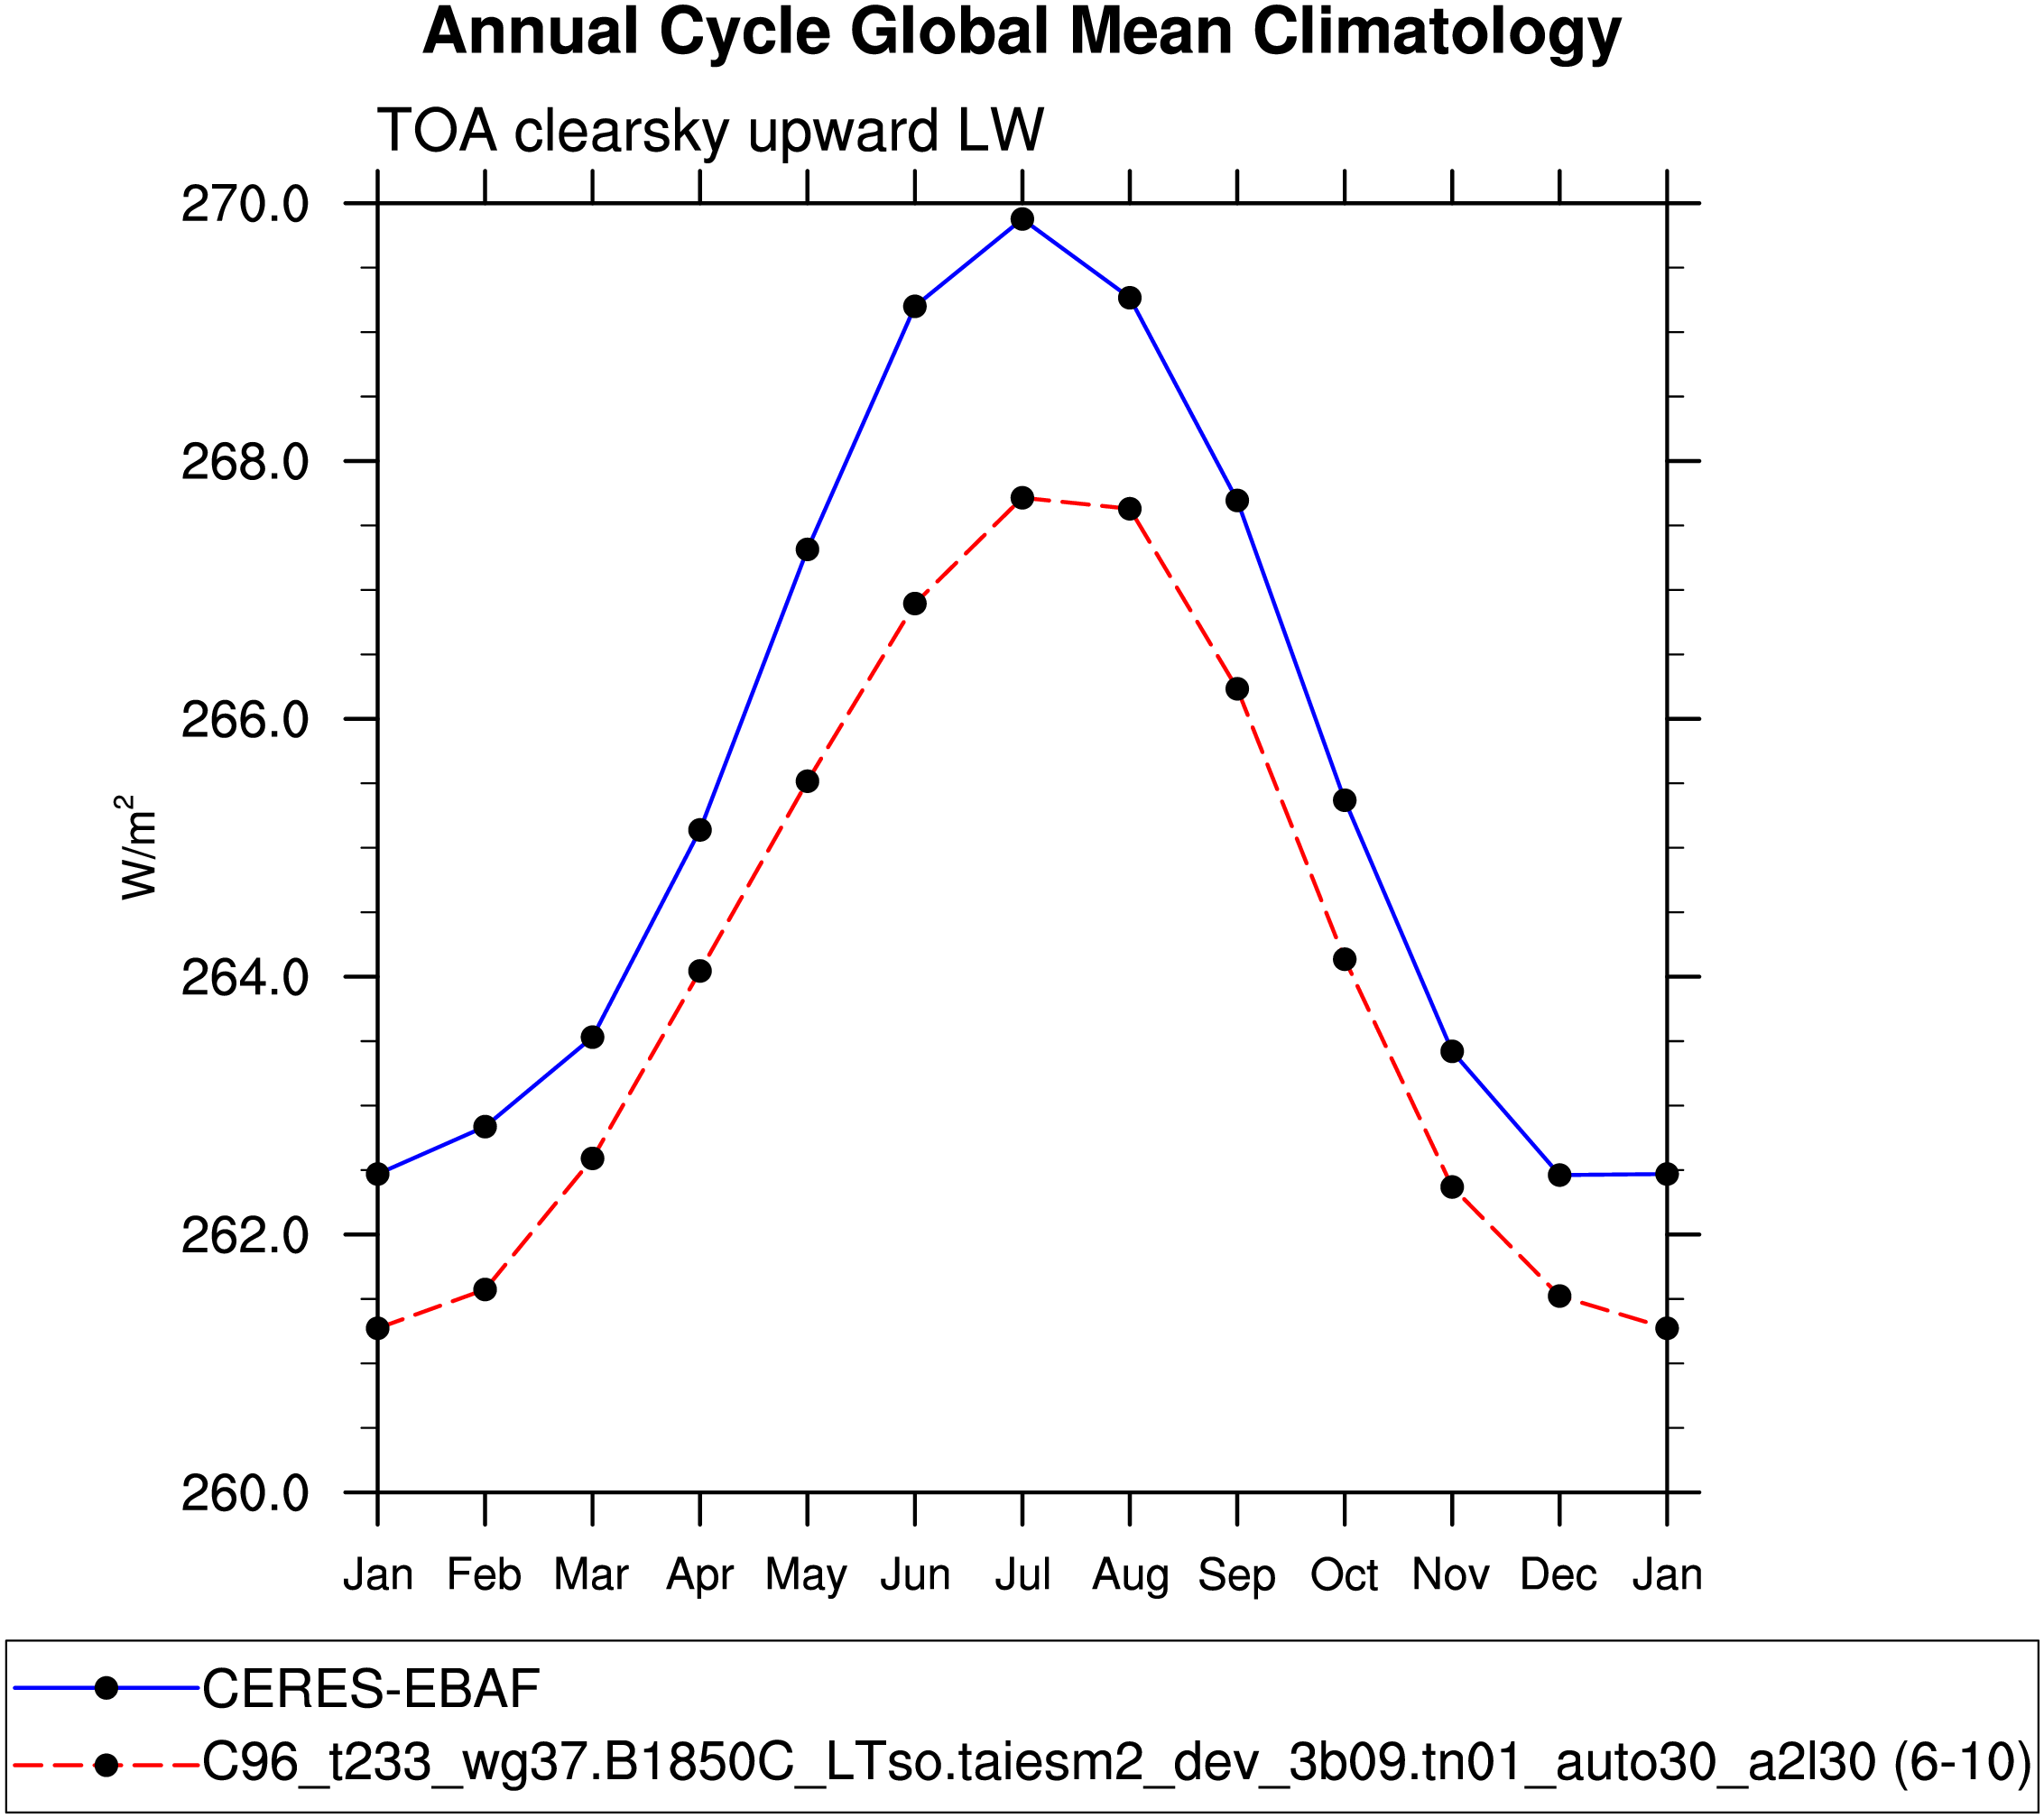 Annual Cycle Global Mean Climatology
TOA clearsky upward LW
270.0
268.0
266.0
264.0
262.0
260.0
W/m²
Jan Feb Mar Apr May Jun Jul Aug Sep Oct Nov Dec Jan
CERES-EBAF
C96_t233_wg37.B1850C_LTso.taiesm2_dev_3b09.tn01_auto30_a2l30 (6-10)